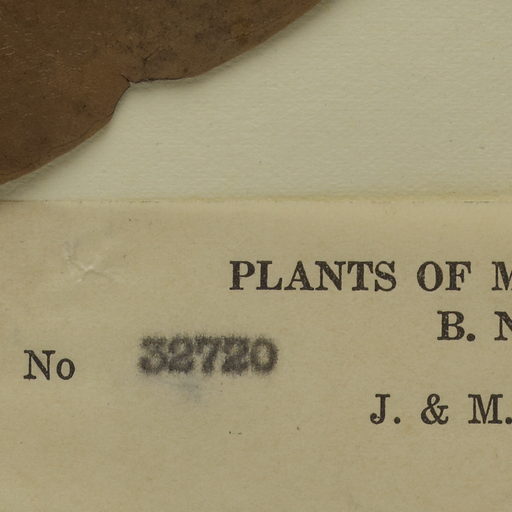 PLANTS OF M
B. N
No 32720
J. & M.